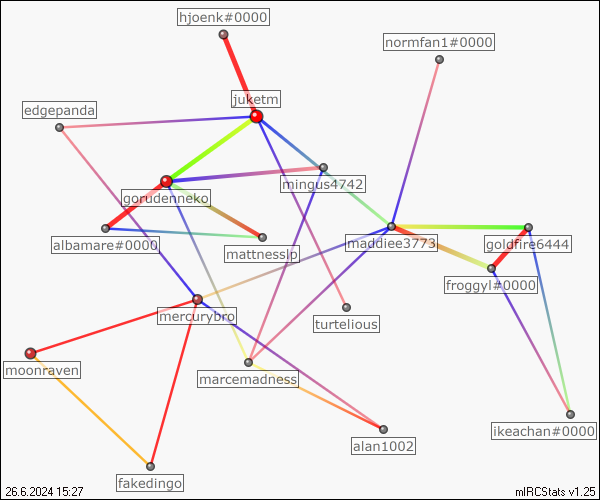 hjoenk#0000
normfan1#0000
juketm
edgepanda
mingus4742
gorudenneko
albamare#0000
mattnesslp
maddiee3773
goldfire6444
froggyl#0000
mercurybro
turtelious
moonraven
marcemadness
ikeachan#0000
alan1002
fakedingo
26.6.2024 15:27
mIRCStats v1.25